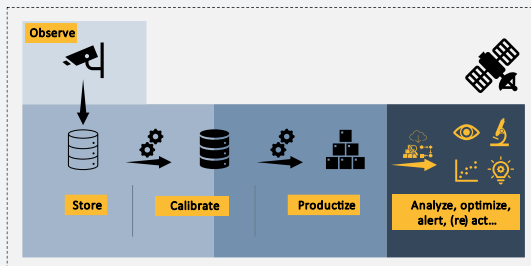 Observe
Store
Calibrate
Productize
Analyze, optimize,
alert, (re) act...